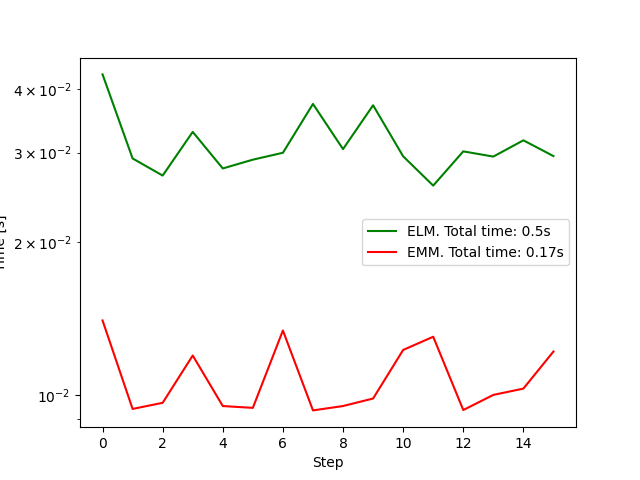 4 × 10⁻²
3 × 10⁻²
2 × 10⁻²
10⁻²
ELM. Total time: 0.5s
EMM. Total time: 0.17s
0 2 4 6 8 10 12 14
Step